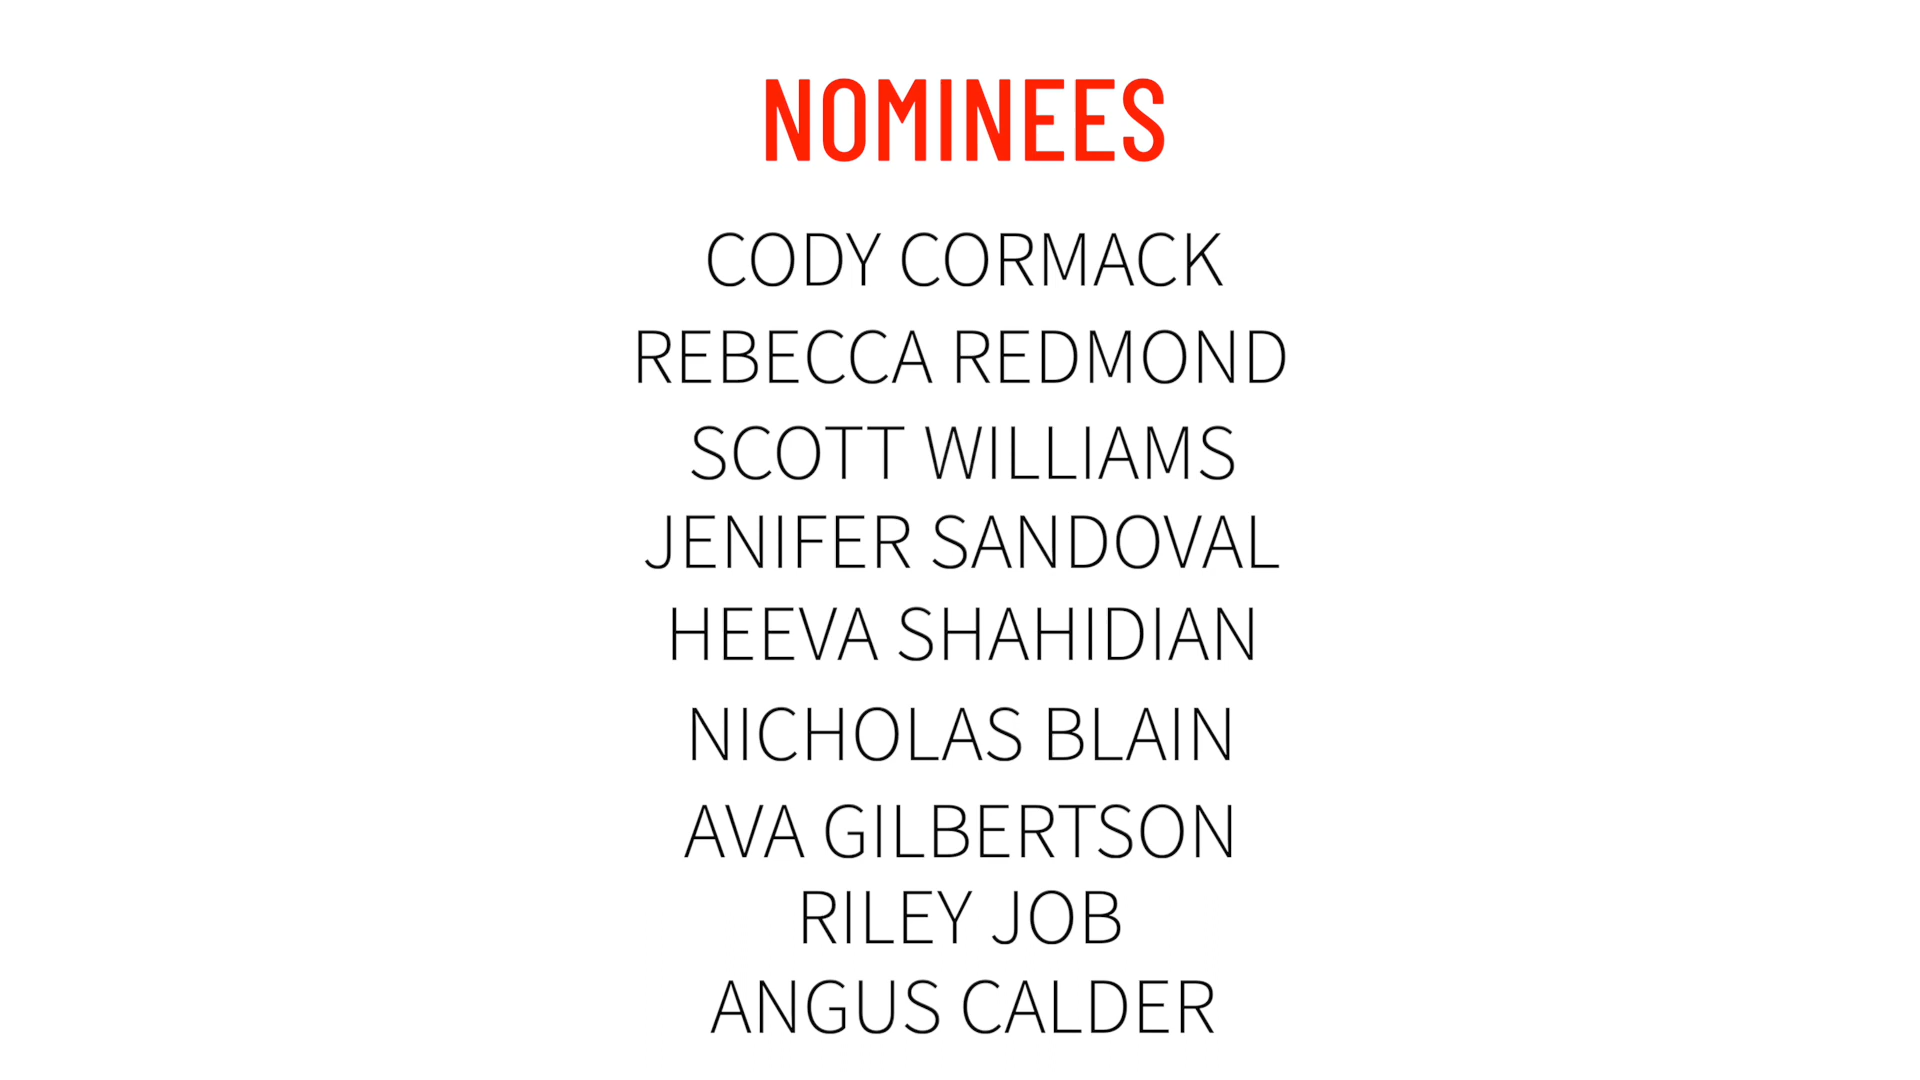 NOMINEES
CODY CORMACK
REBECCA REDMOND
SCOTT WILLIAMS
JENIFER SANDOVAL
HEEVA SHAHIDIAN
NICHOLAS BLAIN
AVA GILBERTSON
RILEY JOB
ANGUS CALDER